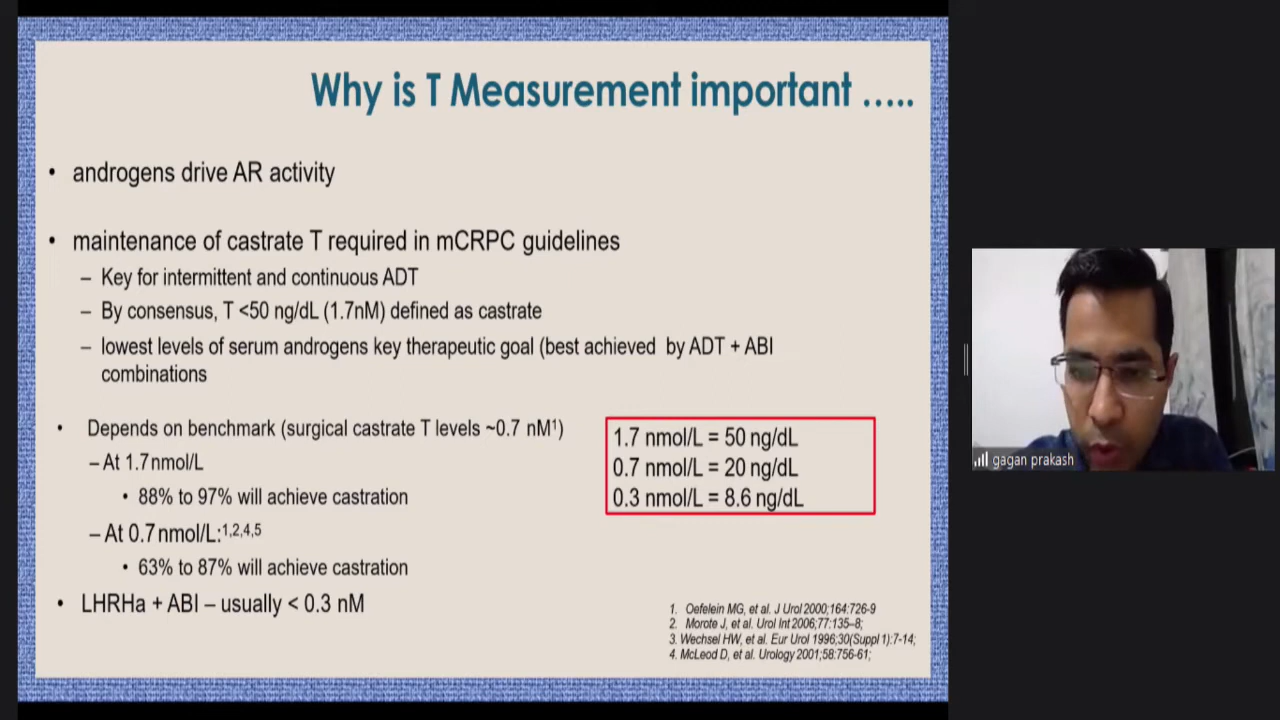 Why is T Measurement important …..
• androgens drive AR activity
• maintenance of castrate T required in mCRPC guidelines
– Key for intermittent and continuous ADT
– By consensus, T <50 ng/dL (1.7nM) defined as castrate
– lowest levels of serum androgens key therapeutic goal (best achieved by ADT + ABI
combinations
• Depends on benchmark (surgical castrate T levels ~0.7 nM¹)
– At 1.7nmol/L
• 88% to 97% will achieve castration
– At 0.7nmol/L:¹,²,⁴,⁵
• 63% to 87% will achieve castration
• LHRHa + ABI – usually < 0.3 nM
1.7 nmol/L = 50 ng/dL
0.7 nmol/L = 20 ng/dL
0.3 nmol/L = 8.6 ng/dL
1. Oefelein MG, et al. J Urol 2000;164:726-9
2. Morote J, et al. Urol Int 2006;77:135–8;
3. Wechsel HW, et al. Eur Urol 1996;30(Suppl 1):7-14;
4. McLeod D, et al. Urology 2001;58:756-61;
gagan prakash